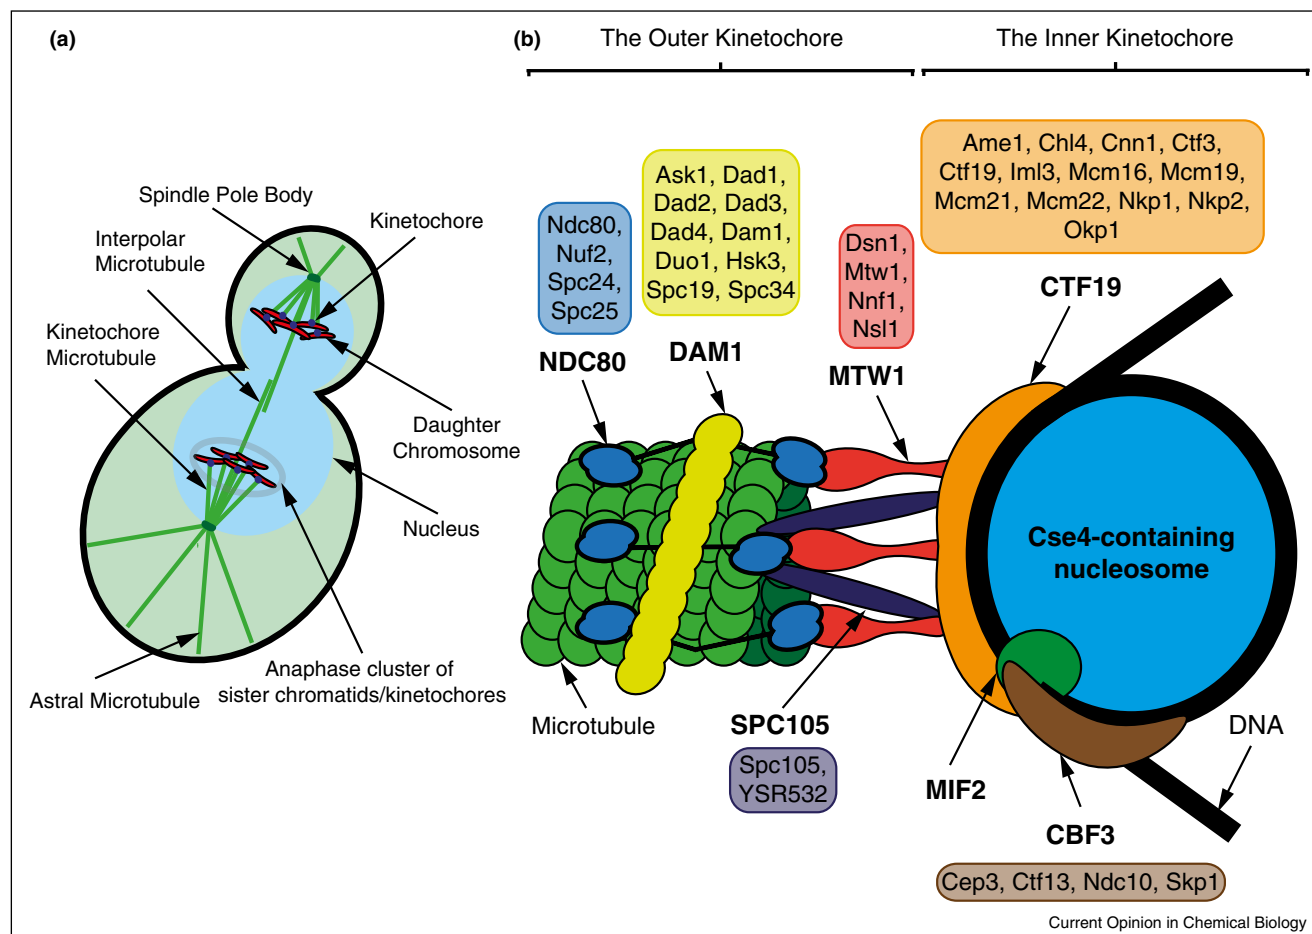 (a)
Spindle Pole Body
Interpolar
Microtubule
Kinetochore
Kinetochore
Microtubule
Daughter
Chromosome
Nucleus
Anaphase cluster of
sister chromatids/kinetochores
Astral Microtubule
(b)
The Outer Kinetochore
The Inner Kinetochore
Ndc80,
Nuf2,
Spc24,
Spc25
NDC80
Ask1, Dad1,
Dad2, Dad3,
Dad4, Dam1,
Duo1, Hsk3,
Spc19, Spc34
DAM1
Dsn1,
Mtw1,
Nnf1,
Nsl1
MTW1
Ame1, Chl4, Cnn1, Ctf3,
Ctf19, Iml3, Mcm16, Mcm19,
Mcm21, Mcm22, Nkp1, Nkp2,
Okp1
CTF19
Cse4-containing
nucleosome
Microtubule
SPC105
Spc105,
YSR532
MIF2
CBF3
Cep3, Ctf13, Ndc10, Skp1
DNA
Current Opinion in Chemical Biology